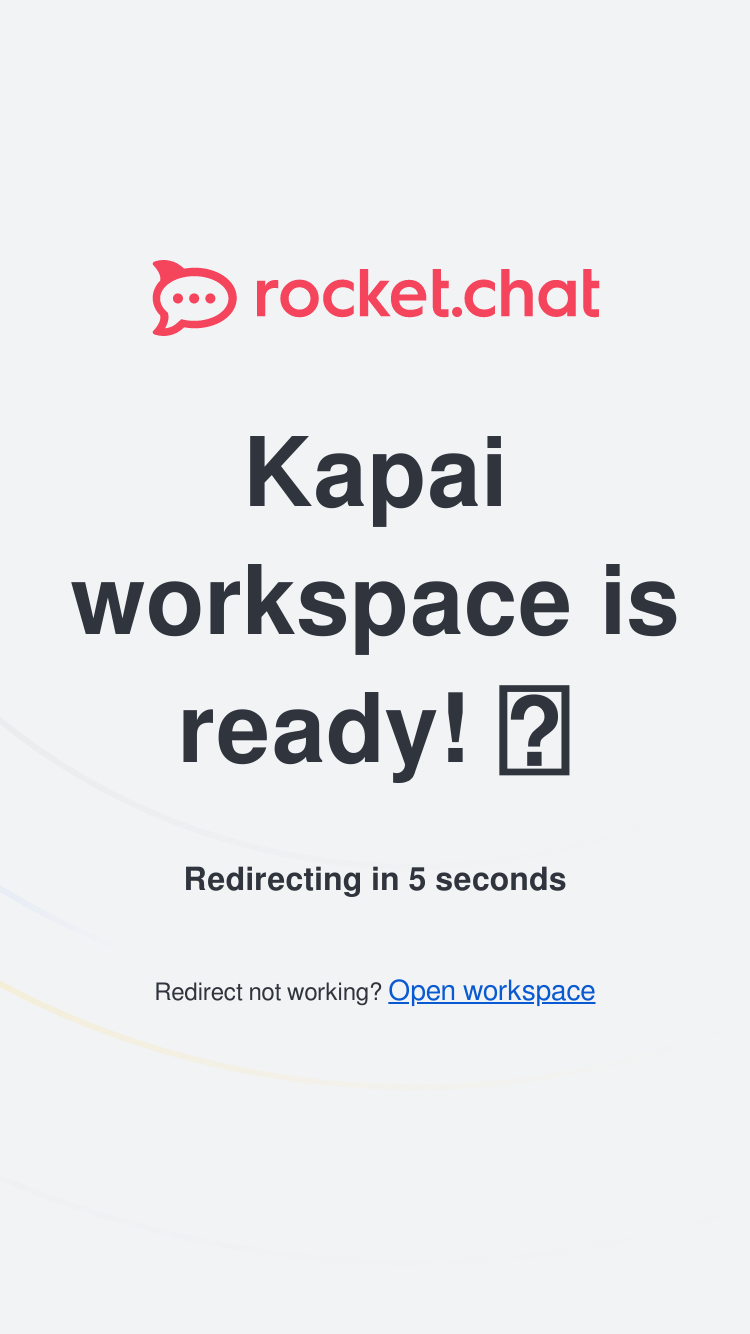 rocket.chat
Kapai
workspace is
ready!
Redirecting in 5 seconds
Redirect not working? Open workspace